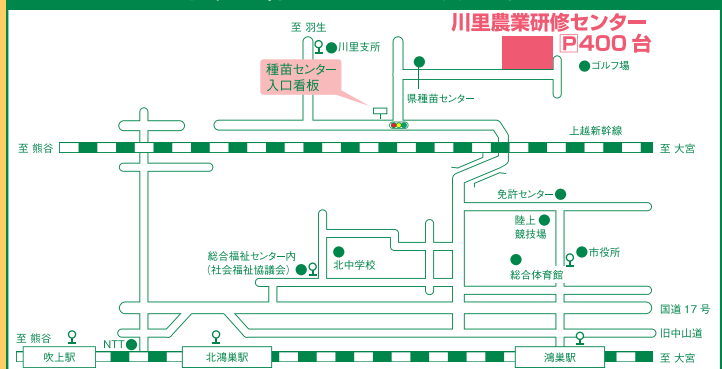 川里農業研修センター
P400台
至 羽生
川里支所
ゴルフ場
種苗センター
入口看板
県種苗センター
上越新幹線
至 熊谷
至 大宮
免許センター
陸上
競技場
市役所
総合福祉センター内
(社会福祉協議会)
北中学校
総合体育館
国道17号
旧中山道
至 熊谷
NTT
吹上駅
北鴻巣駅
鴻巣駅
至 大宮